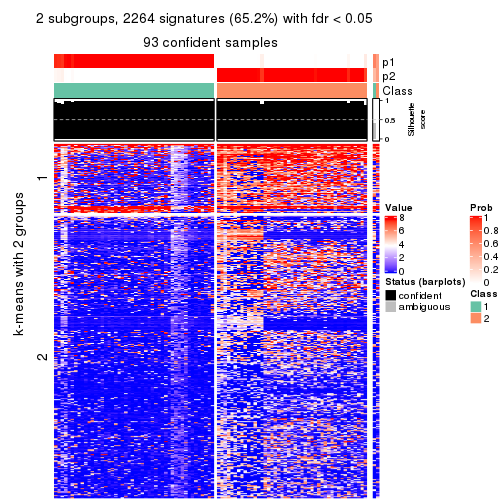 2 subgroups, 2264 signatures (65.2%) with fdr < 0.05
93 confident samples
p1
p2
Class
1
0.5
0
Silhouette
score
k-means with 2 groups
1
2
Value
8
6
4
2
0
Status (barplots)
confident
ambiguous
Prob
1
0.8
0.6
0.4
0.2
0
Class
1
2